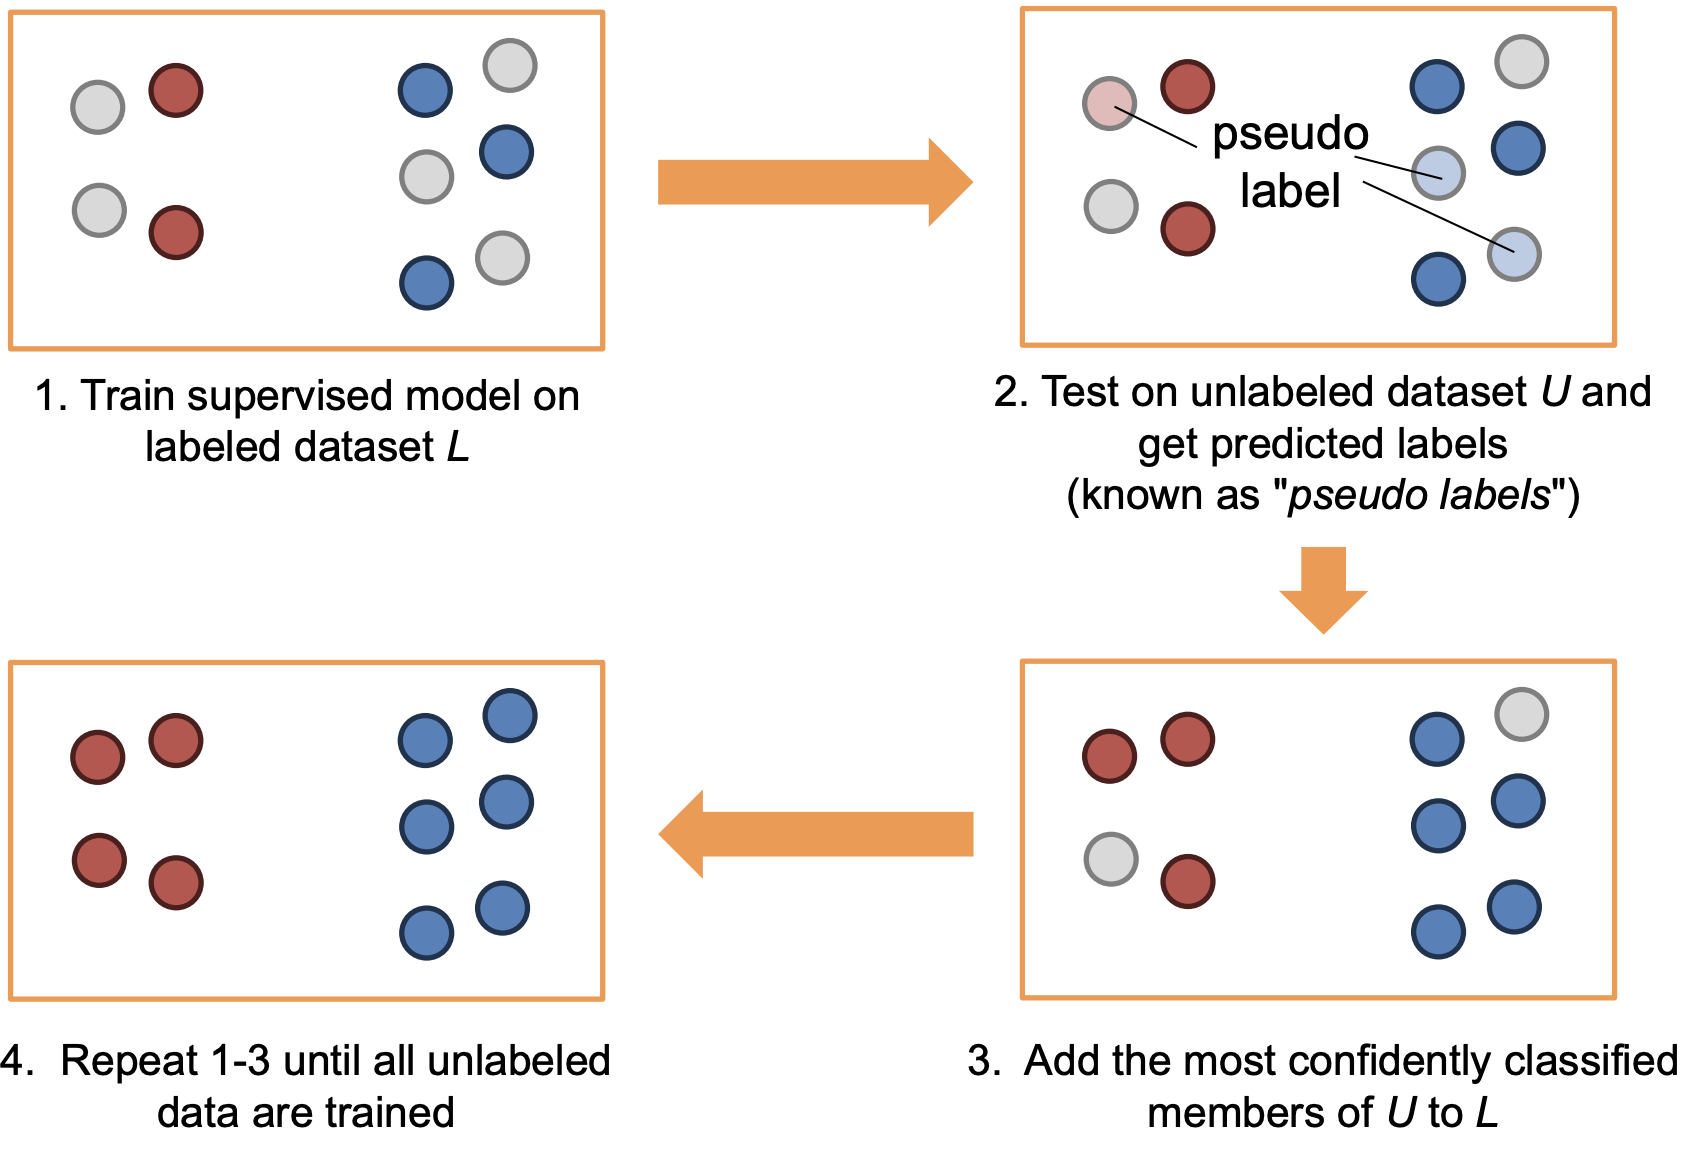 pseudo
label
1. Train supervised model on
labeled dataset L
2. Test on unlabeled dataset U and
get predicted labels
(known as "pseudo labels")
3. Add the most confidently classified
members of U to L
4. Repeat 1-3 until all unlabeled
data are trained